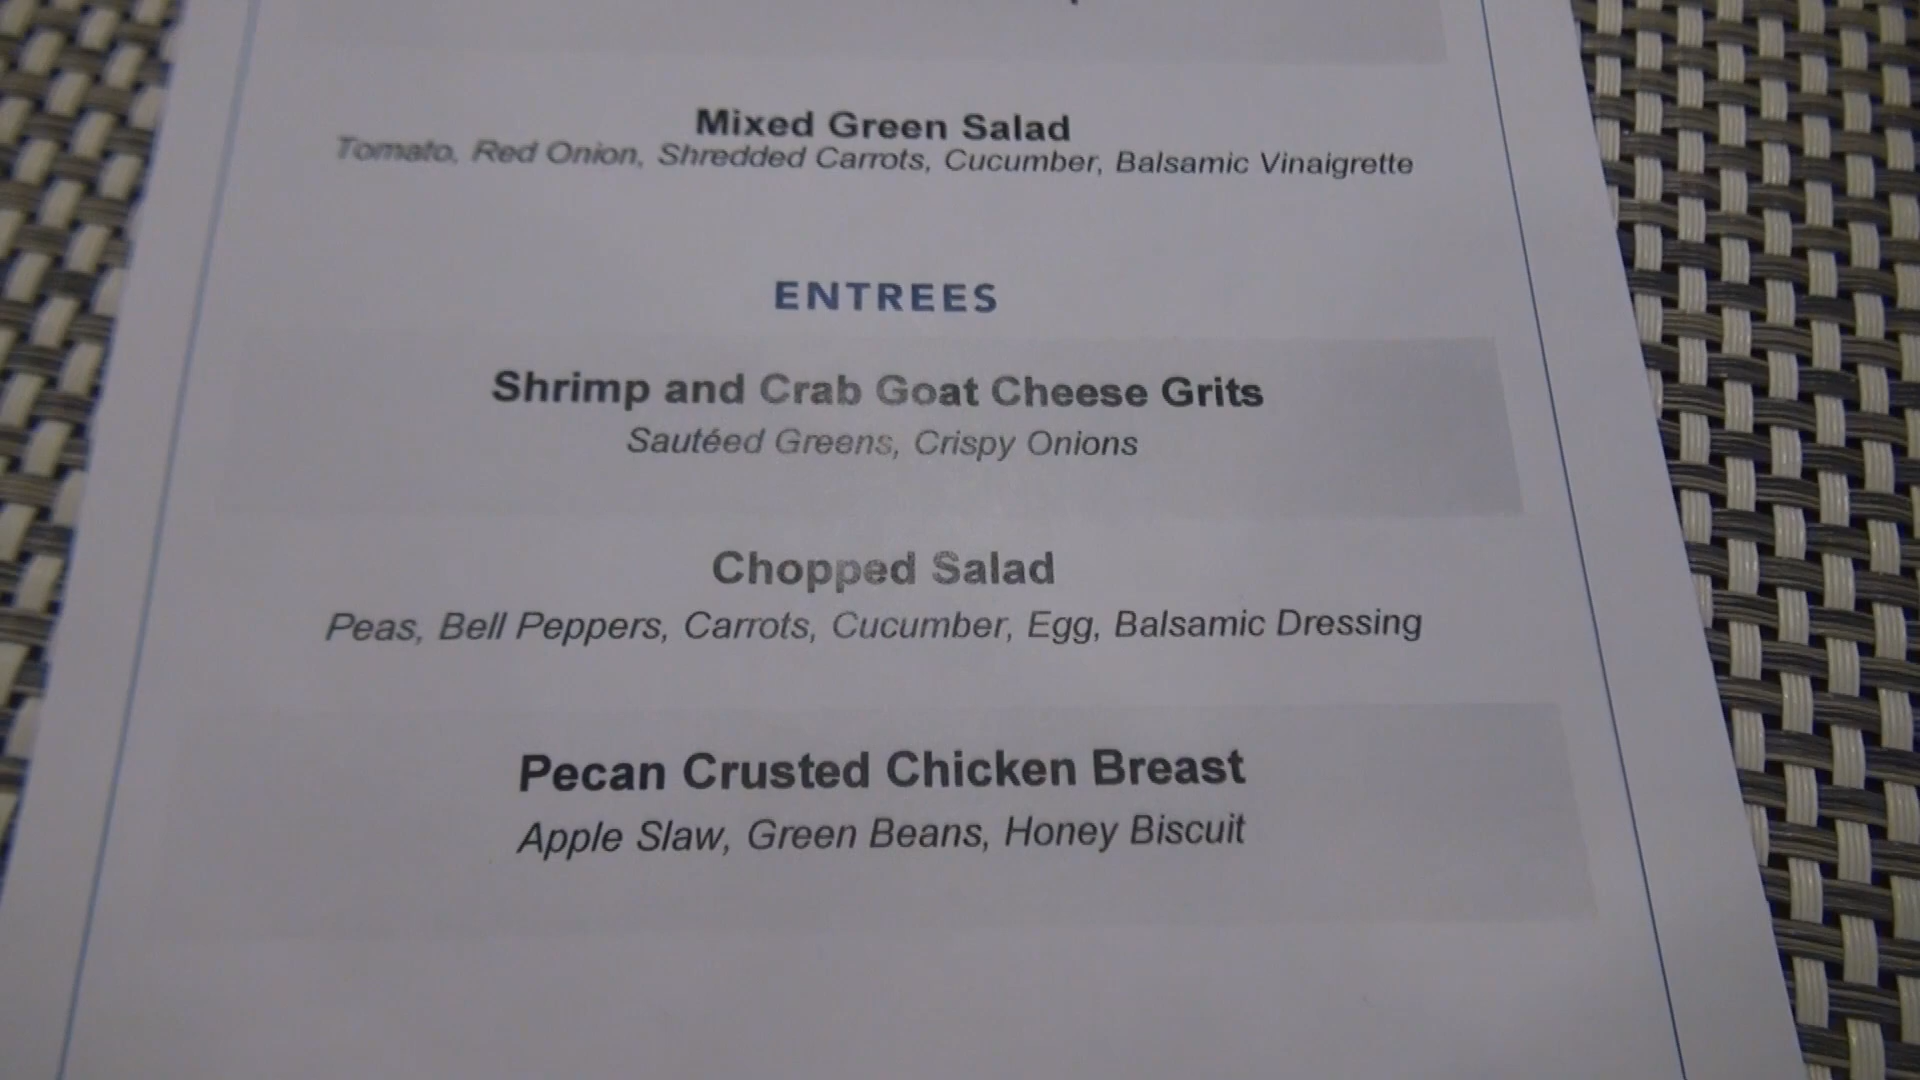 Mixed Green Salad
Tomato, Red Onion, Shredded Carrots, Cucumber, Balsamic Vinaigrette
ENTREES
Shrimp and Crab Goat Cheese Grits
Sautéed Greens, Crispy Onions
Chopped Salad
Peas, Bell Peppers, Carrots, Cucumber, Egg, Balsamic Dressing
Pecan Crusted Chicken Breast
Apple Slaw, Green Beans, Honey Biscuit